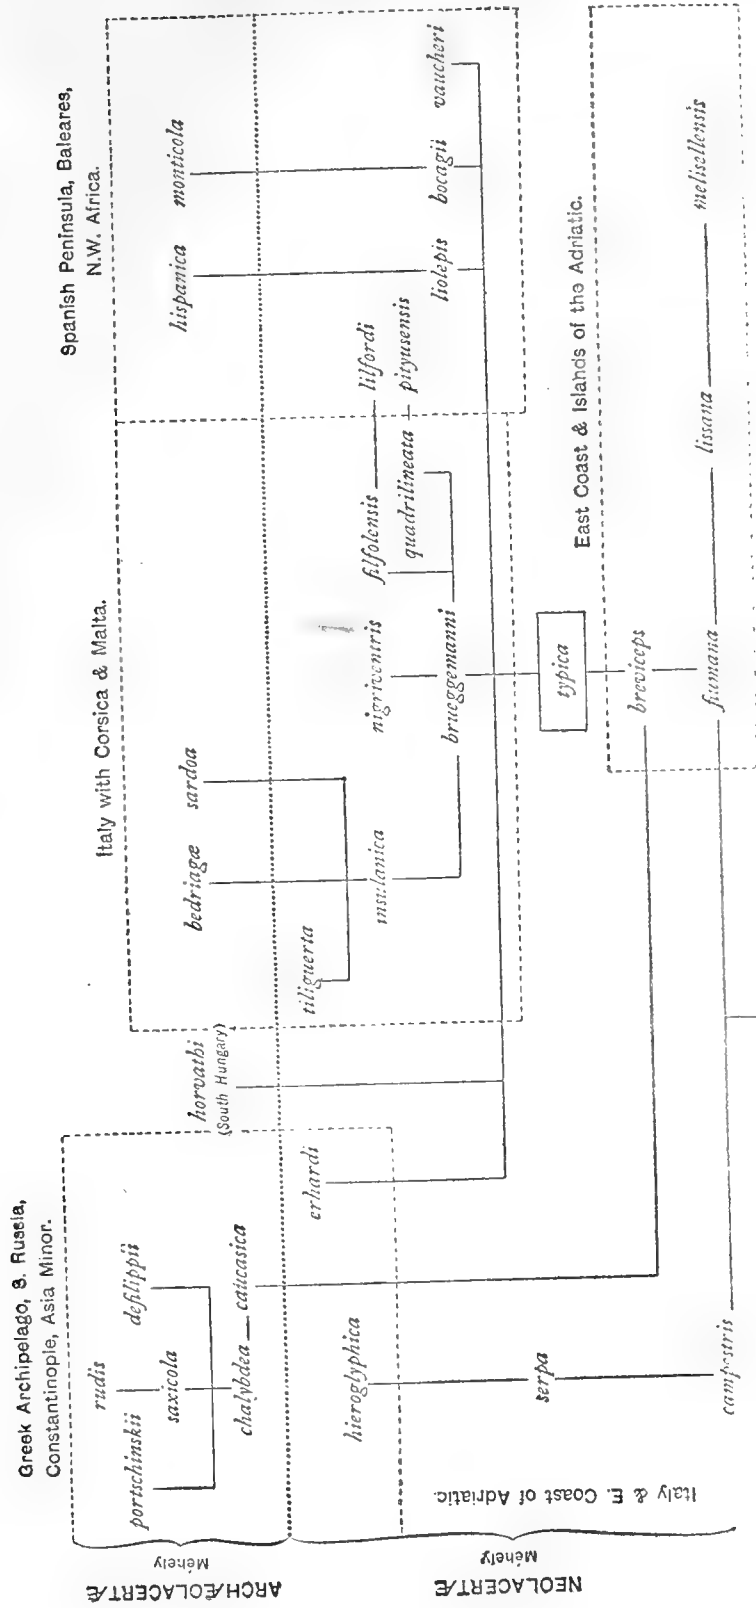 Greek Archipelago, S. Russia,
Constantinople, Asia Minor.
Italy with Corsica & Malta.
Spanish Peninsula, Baleares,
N.W. Africa.
ARCHÆOLACERTÆ
Méhely
rudis
portschinskii
defilippii
saxicola
chalybdea
caucasica
horvathi
(South Hungary)
bedriagæ
sardoa
hispanica
monticola
NEOLACERTÆ
Méhely
Italy & E. Coast of Adriatic.
hieroglyphica
erhardi
tiliguerta
insulanica
nigriventris
filfolensis
lilfordi
quadrilineata
pityusensis
brueggemanni
liolepis
bocagii
vaucheri
serpa
typica
East Coast & Islands of the Adriatic.
breviceps
campestris
fiumana
lissana
melisellensis